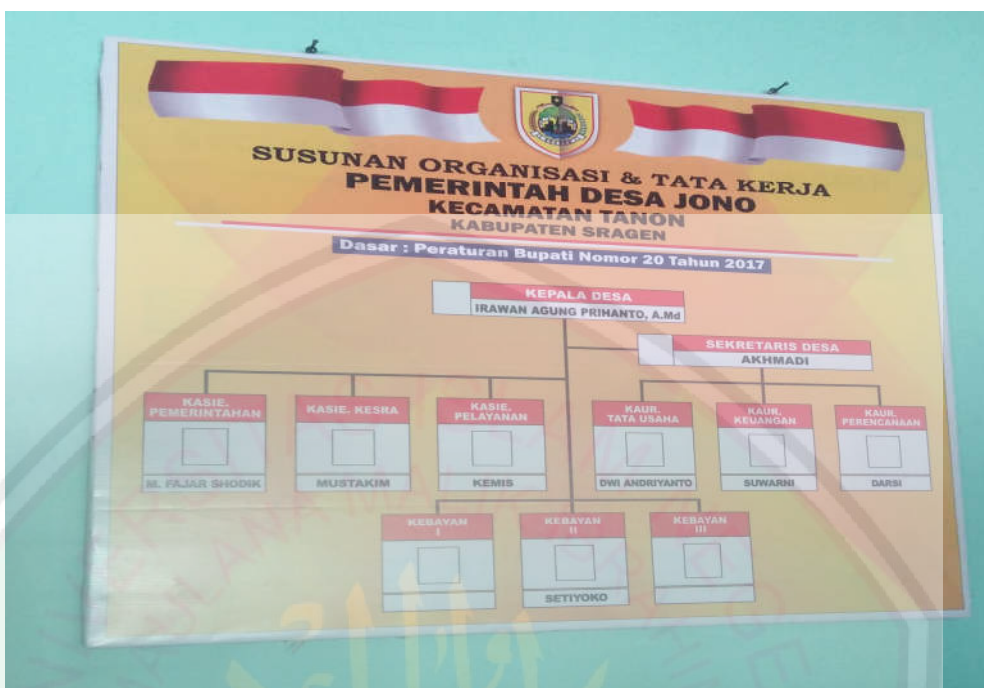 SUSUNAN ORGANISASI & TATA KERJA
PEMERINTAH DESA JONO
KECAMATAN TANON
KABUPATEN SRAGEN
Dasar : Peraturan Bupati Nomor 20 Tahun 2017
KEPALA DESA
IRAWAN AGUNG PRIHANTO, A.Md
SEKRETARIS DESA
AKHMADI
KASIE.
PEMERINTAHAN
M. FAJAR SHODIK
KASIE. KESRA
MUSTAKIM
KASIE.
PELAYANAN
KEMIS
KAUR.
TATA USAHA
DWI ANDRIYANTO
KAUR.
KEUANGAN
SUWARNI
KAUR.
PERENCANAAN
DARSI
KEBAYAN
I
KEBAYAN
II
SETIYOKO
KEBAYAN
III